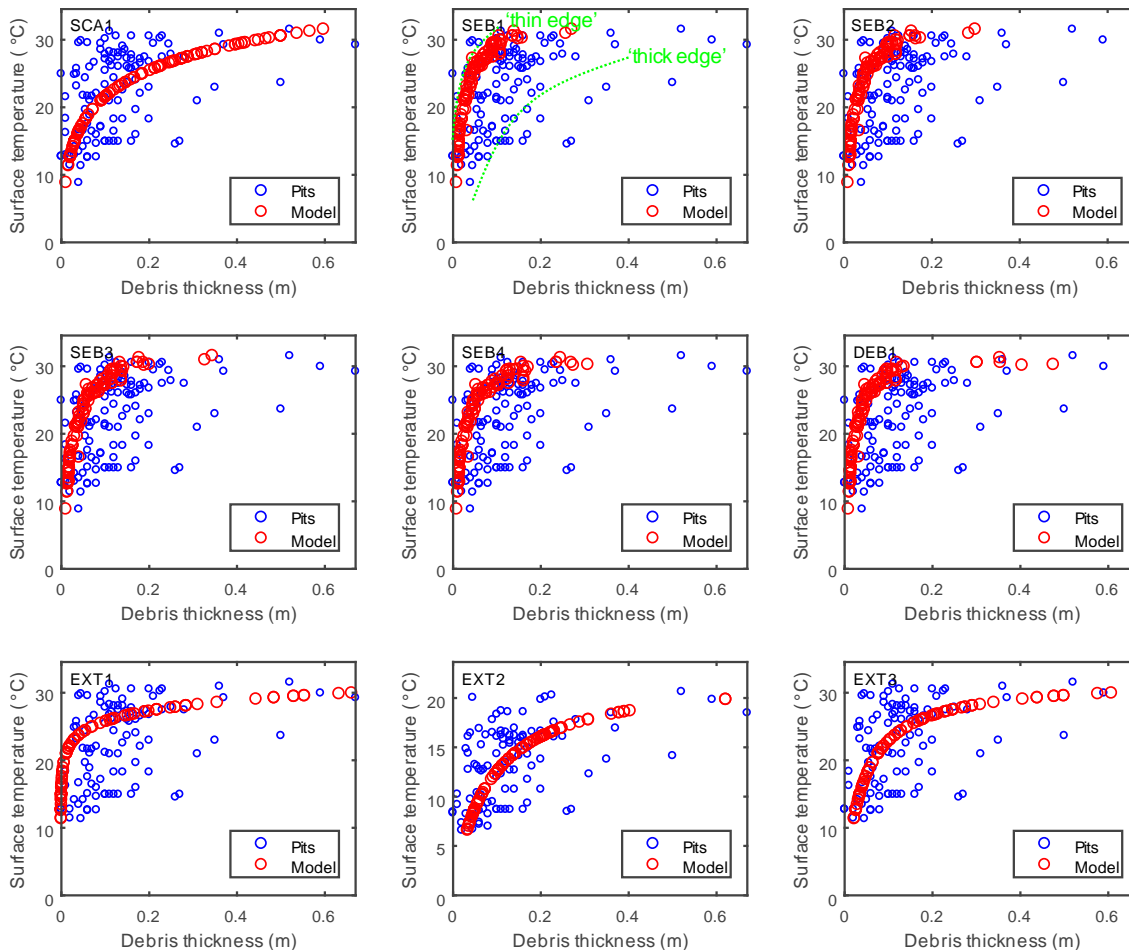 SCA1
Surface temperature ( °C)
30
20
10
0
Pits
Model
0
0.2
0.4
0.6
Debris thickness (m)
SEB1
'thin edge'
'thick edge'
Surface temperature ( °C)
30
20
10
0
Pits
Model
0
0.2
0.4
0.6
Debris thickness (m)
SEB2
Surface temperature ( °C)
30
20
10
0
Pits
Model
0
0.2
0.4
0.6
Debris thickness (m)
SEB3
Surface temperature ( °C)
30
20
10
0
Pits
Model
0
0.2
0.4
0.6
Debris thickness (m)
SEB4
Surface temperature ( °C)
30
20
10
0
Pits
Model
0
0.2
0.4
0.6
Debris thickness (m)
DEB1
Surface temperature ( °C)
30
20
10
0
Pits
Model
0
0.2
0.4
0.6
Debris thickness (m)
EXT1
Surface temperature ( °C)
30
20
10
0
Pits
Model
0
0.2
0.4
0.6
Debris thickness (m)
EXT2
Surface temperature ( °C)
20
15
10
5
0
Pits
Model
0
0.2
0.4
0.6
Debris thickness (m)
EXT3
Surface temperature ( °C)
30
20
10
0
Pits
Model
0
0.2
0.4
0.6
Debris thickness (m)